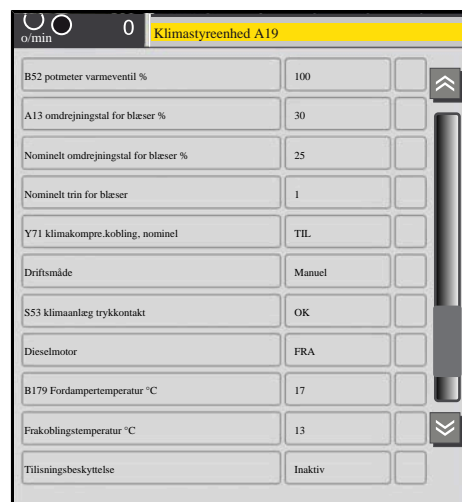 o/min 0 Klimastyreenhed A19
B52 potmeter varmeventil % 100
A13 omdrejningstal for blæser % 30
Nominelt omdrejningstal for blæser % 25
Nominelt trin for blæser 1
Y71 klimakompre.kobling, nominel TIL
Driftsmåde Manuel
S53 klimaanlæg trykkontakt OK
Dieselmotor FRA
B179 Fordampertemperatur °C 17
Frakoblingstemperatur °C 13
Tilisningsbeskyttelse Inaktiv